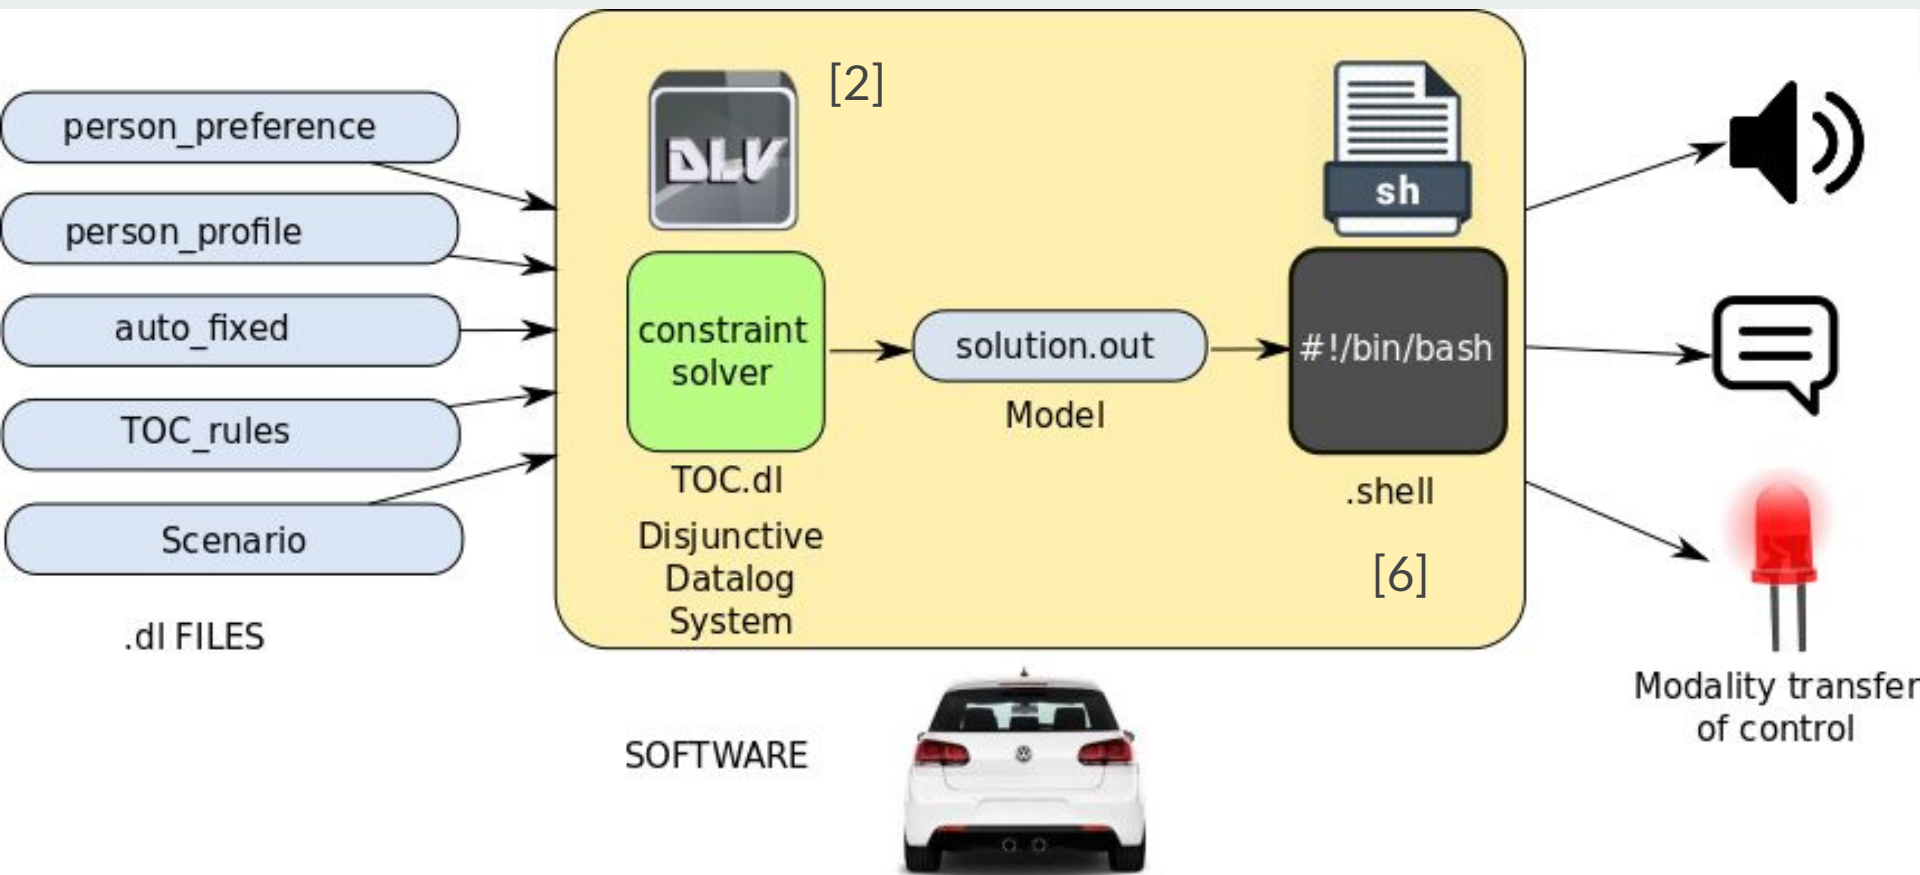 person_preference
person_profile
auto_fixed
TOC_rules
Scenario
.dl FILES
DLV
[2]
constraint
solver
TOC.dl
Disjunctive
Datalog
System
solution.out
Model
sh
#!/bin/bash
.shell
[6]
SOFTWARE
Modality transfer
of control